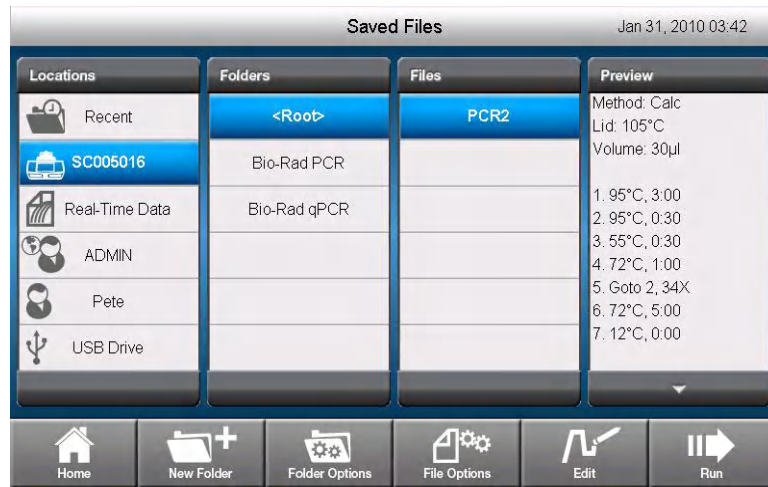 Saved Files
Jan 31, 2010 03:42
Locations
Recent
SC005016
Real-Time Data
ADMIN
Pete
USB Drive
Folders
<Root>
Bio-Rad PCR
Bio-Rad qPCR
Files
PCR2
Preview
Method: Calc
Lid: 105°C
Volume: 30µl
1. 95°C, 3:00
2. 95°C, 0:30
3. 55°C, 0:30
4. 72°C, 1:00
5. Goto 2, 34X
6. 72°C, 5:00
7. 12°C, 0:00
Home
New Folder
Folder Options
File Options
Edit
Run